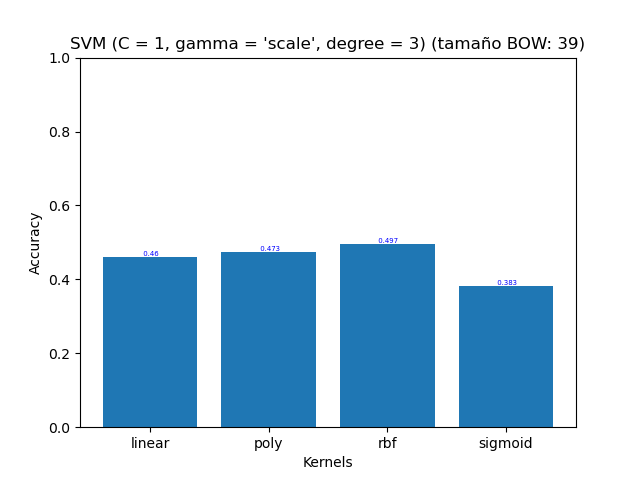 SVM (C = 1, gamma = 'scale', degree = 3) (tamaño BOW: 39)
1.0
0.8
0.6
0.4
0.2
0.0
Accuracy
0.46
0.473
0.497
0.383
linear poly rbf sigmoid
Kernels